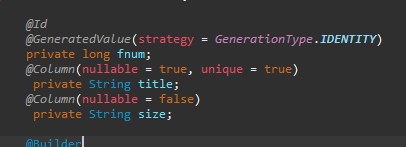 @Id
@GeneratedValue(strategy = GenerationType.IDENTITY)
private long fnum;
@Column(nullable = true, unique = true)
private String title;
@Column(nullable = false)
private String size;
@Builder